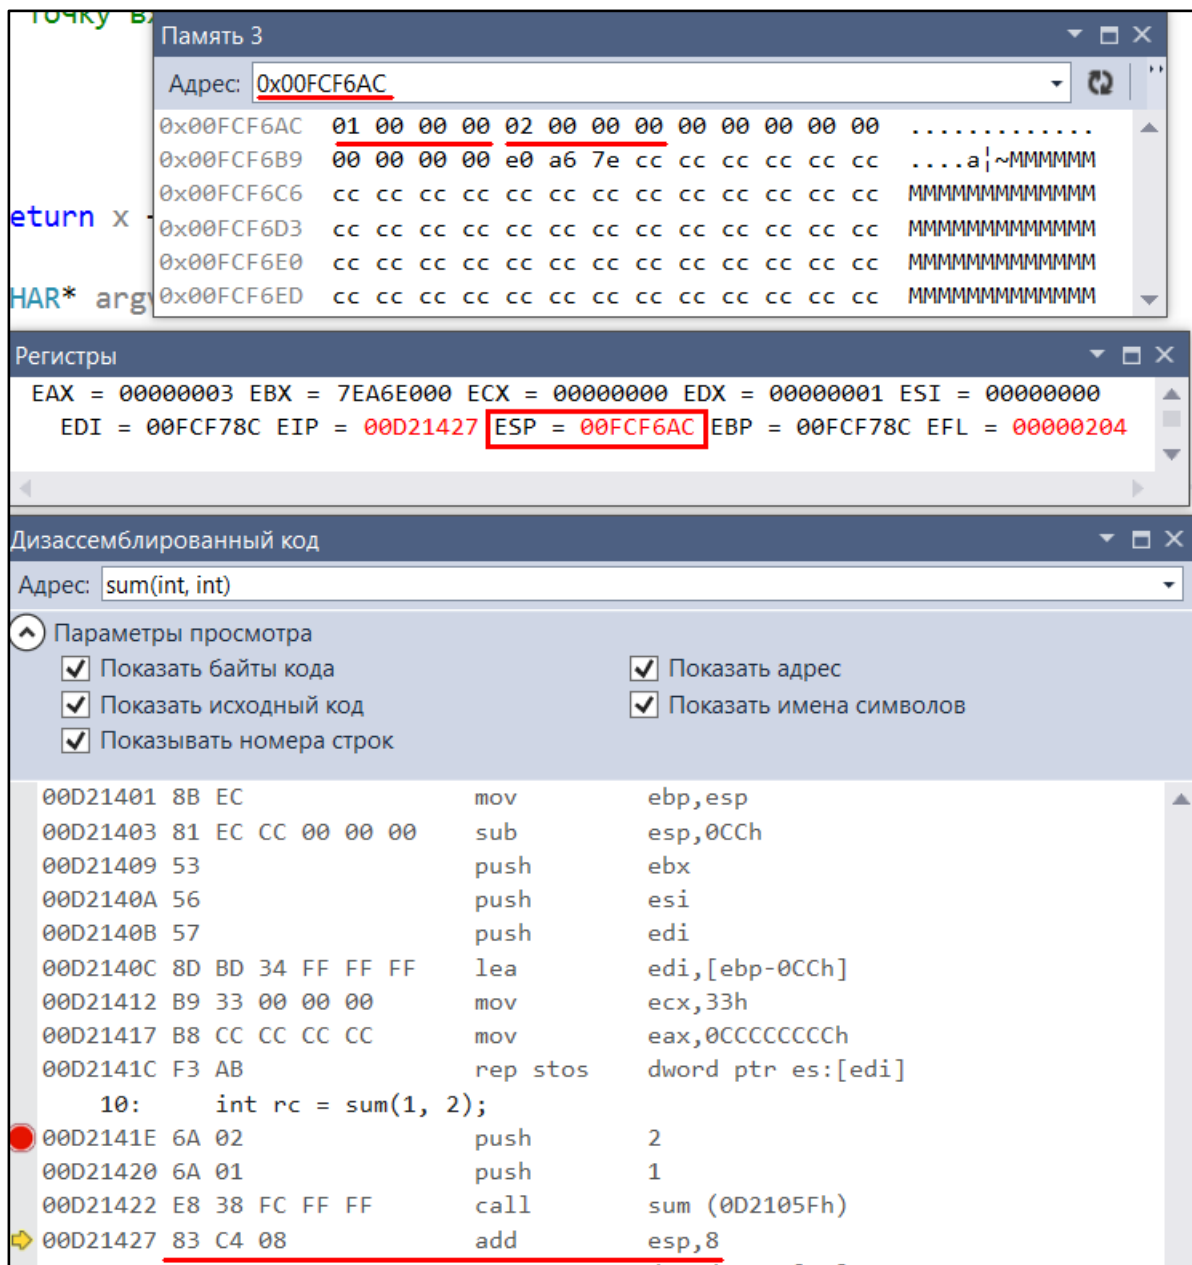 точку в
Память 3
Адрес: 0x00FCF6AC
0x00FCF6AC 01 00 00 00 02 00 00 00 00 00 00 00 00 .............
0x00FCF6B9 00 00 00 00 e0 a6 7e cc cc cc cc cc cc ....а¦~MMMMMM
0x00FCF6C6 cc cc cc cc cc cc cc cc cc cc cc cc cc MMMMMMMMMMMMM
eturn x -
0x00FCF6D3 cc cc cc cc cc cc cc cc cc cc cc cc cc MMMMMMMMMMMMM
0x00FCF6E0 cc cc cc cc cc cc cc cc cc cc cc cc cc MMMMMMMMMMMMM
HAR* argv
0x00FCF6ED cc cc cc cc cc cc cc cc cc cc cc cc cc MMMMMMMMMMMMM
Регистры
EAX = 00000003 EBX = 7EA6E000 ECX = 00000000 EDX = 00000001 ESI = 00000000
EDI = 00FCF78C EIP = 00D21427 ESP = 00FCF6AC EBP = 00FCF78C EFL = 00000204
Дизассемблированный код
Адрес: sum(int, int)
Параметры просмотра
Показать байты кода Показать адрес
Показать исходный код Показать имена символов
Показывать номера строк
00D21401 8B EC mov ebp,esp
00D21403 81 EC CC 00 00 00 sub esp,0CCh
00D21409 53 push ebx
00D2140A 56 push esi
00D2140B 57 push edi
00D2140C 8D BD 34 FF FF FF lea edi,[ebp-0CCh]
00D21412 B9 33 00 00 00 mov ecx,33h
00D21417 B8 CC CC CC CC mov eax,0CCCCCCCCh
00D2141C F3 AB rep stos dword ptr es:[edi]
10: int rc = sum(1, 2);
00D2141E 6A 02 push 2
00D21420 6A 01 push 1
00D21422 E8 38 FC FF FF call sum (0D2105Fh)
00D21427 83 C4 08 add esp,8